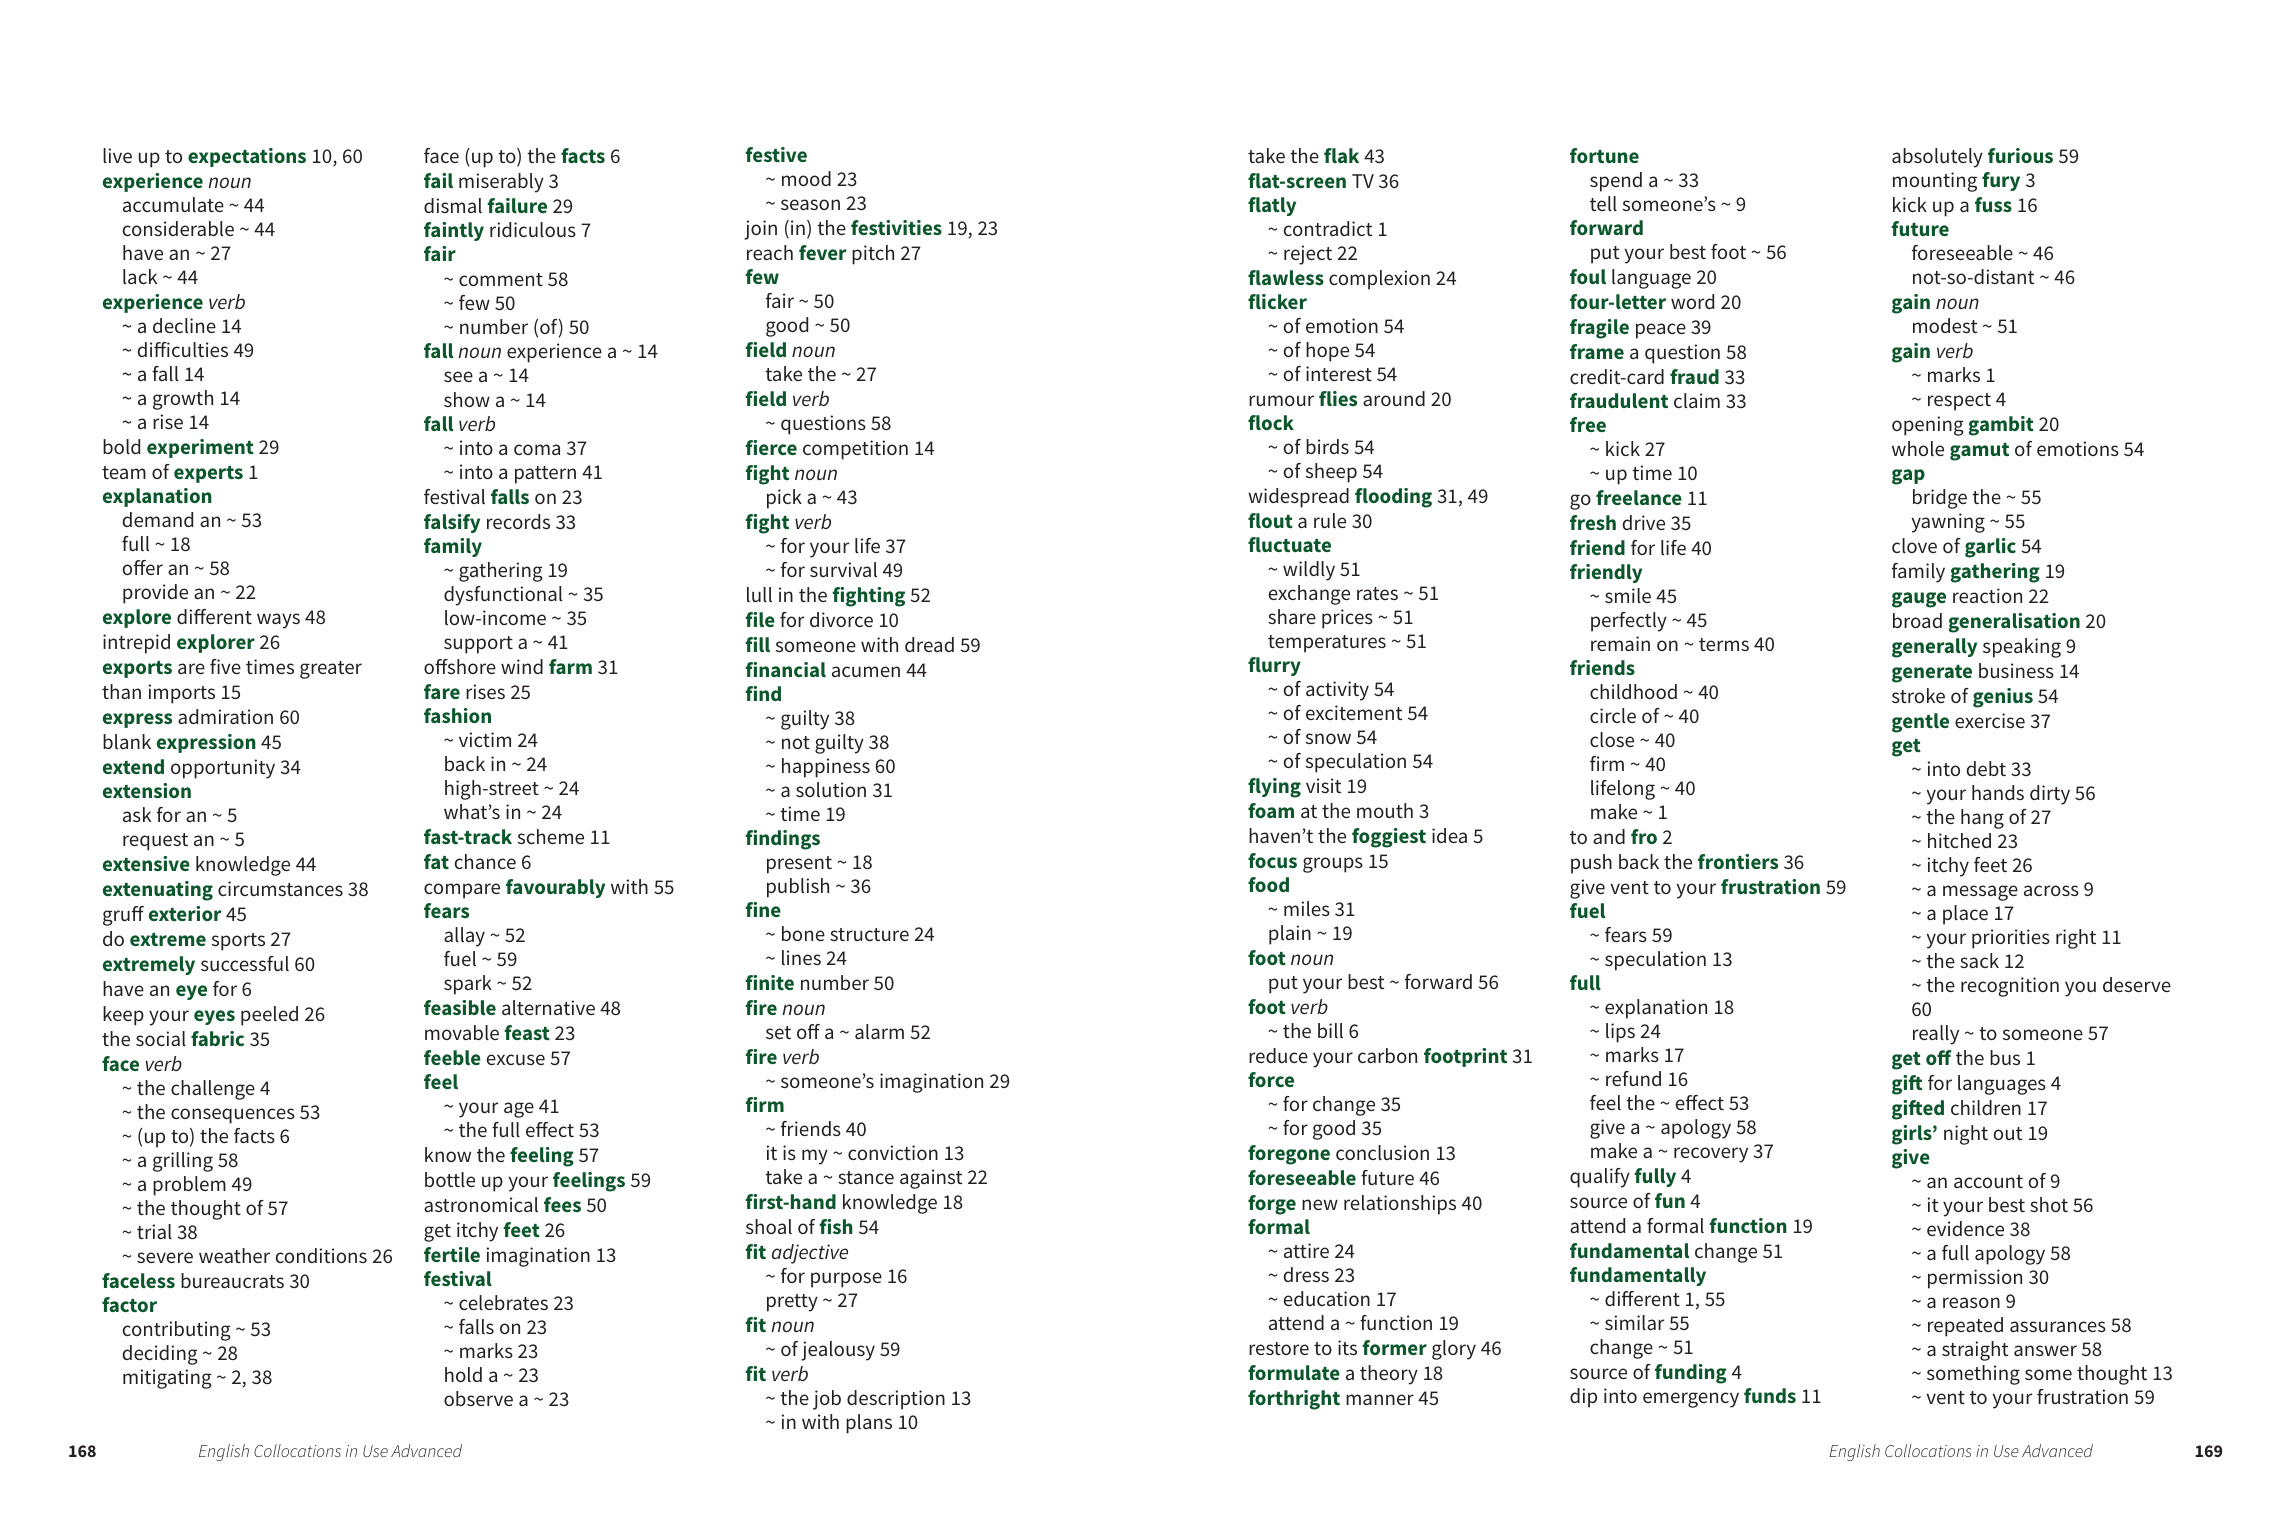 live up to expectations 10, 60
experience noun
accumulate ~ 44
considerable ~ 44
have an ~ 27
lack ~ 44
experience verb
~ a decline 14
~ difficulties 49
~ a fall 14
~ a growth 14
~ a rise 14
bold experiment 29
team of experts 1
explanation
demand an ~ 53
full ~ 18
offer an ~ 58
provide an ~ 22
explore different ways 48
intrepid explorer 26
exports are five times greater
than imports 15
express admiration 60
blank expression 45
extend opportunity 34
extension
ask for an ~ 5
request an ~ 5
extensive knowledge 44
extenuating circumstances 38
gruff exterior 45
do extreme sports 27
extremely successful 60
have an eye for 6
keep your eyes peeled 26
the social fabric 35
face verb
~ the challenge 4
~ the consequences 53
~ (up to) the facts 6
~ a grilling 58
~ a problem 49
~ the thought of 57
~ trial 38
~ severe weather conditions 26
faceless bureaucrats 30
factor
contributing ~ 53
deciding ~ 28
mitigating ~ 2, 38
face (up to) the facts 6
fail miserably 3
dismal failure 29
faintly ridiculous 7
fair
~ comment 58
~ few 50
~ number (of) 50
fall noun experience a ~ 14
see a ~ 14
show a ~ 14
fall verb
~ into a coma 37
~ into a pattern 41
festival falls on 23
falsify records 33
family
~ gathering 19
dysfunctional ~ 35
low-income ~ 35
support a ~ 41
offshore wind farm 31
fare rises 25
fashion
~ victim 24
back in ~ 24
high-street ~ 24
what's in ~ 24
fast-track scheme 11
fat chance 6
compare favourably with 55
fears
allay ~ 52
fuel ~ 59
spark ~ 52
feasible alternative 48
movable feast 23
feeble excuse 57
feel
~ your age 41
~ the full effect 53
know the feeling 57
bottle up your feelings 59
astronomical fees 50
get itchy feet 26
fertile imagination 13
festival
~ celebrates 23
~ falls on 23
~ marks 23
hold a ~ 23
observe a ~ 23
festive
~ mood 23
~ season 23
join (in) the festivities 19, 23
reach fever pitch 27
few
fair ~ 50
good ~ 50
field noun
take the ~ 27
field verb
~ questions 58
fierce competition 14
fight noun
pick a ~ 43
fight verb
~ for your life 37
~ for survival 49
lull in the fighting 52
file for divorce 10
fill someone with dread 59
financial acumen 44
find
~ guilty 38
~ not guilty 38
~ happiness 60
~ a solution 31
~ time 19
findings
present ~ 18
publish ~ 36
fine
~ bone structure 24
~ lines 24
finite number 50
fire noun
set off a ~ alarm 52
fire verb
~ someone's imagination 29
firm
~ friends 40
it is my ~ conviction 13
take a ~ stance against 22
first-hand knowledge 18
shoal of fish 54
fit adjective
~ for purpose 16
pretty ~ 27
fit noun
~ of jealousy 59
fit verb
~ the job description 13
~ in with plans 10
168 English Collocations in Use Advanced
take the flak 43
flat-screen TV 36
flatly
~ contradict 1
~ reject 22
flawless complexion 24
flicker
~ of emotion 54
~ of hope 54
~ of interest 54
rumour flies around 20
flock
~ of birds 54
~ of sheep 54
widespread flooding 31, 49
flout a rule 30
fluctuate
~ wildly 51
exchange rates ~ 51
share prices ~ 51
temperatures ~ 51
flurry
~ of activity 54
~ of excitement 54
~ of snow 54
~ of speculation 54
flying visit 19
foam at the mouth 3
haven't the foggiest idea 5
focus groups 15
food
~ miles 31
plain ~ 19
foot noun
put your best ~ forward 56
foot verb
~ the bill 6
reduce your carbon footprint 31
force
~ for change 35
~ for good 35
foregone conclusion 13
foreseeable future 46
forge new relationships 40
formal
~ attire 24
~ dress 23
~ education 17
attend a ~ function 19
restore to its former glory 46
formulate a theory 18
forthright manner 45
fortune
spend a ~ 33
tell someone's ~ 9
forward
put your best foot ~ 56
foul language 20
four-letter word 20
fragile peace 39
frame a question 58
credit-card fraud 33
fraudulent claim 33
free
~ kick 27
~ up time 10
go freelance 11
fresh drive 35
friend for life 40
friendly
~ smile 45
perfectly ~ 45
remain on ~ terms 40
friends
childhood ~ 40
circle of ~ 40
close ~ 40
firm ~ 40
lifelong ~ 40
make ~ 1
to and fro 2
push back the frontiers 36
give vent to your frustration 59
fuel
~ fears 59
~ speculation 13
full
~ explanation 18
~ lips 24
~ marks 17
~ refund 16
feel the ~ effect 53
give a ~ apology 58
make a ~ recovery 37
qualify fully 4
source of fun 4
attend a formal function 19
fundamental change 51
fundamentally
~ different 1, 55
~ similar 55
change ~ 51
source of funding 4
dip into emergency funds 11
absolutely furious 59
mounting fury 3
kick up a fuss 16
future
foreseeable ~ 46
not-so-distant ~ 46
gain noun
modest ~ 51
gain verb
~ marks 1
~ respect 4
opening gambit 20
whole gamut of emotions 54
gap
bridge the ~ 55
yawning ~ 55
clove of garlic 54
family gathering 19
gauge reaction 22
broad generalisation 20
generally speaking 9
generate business 14
stroke of genius 54
gentle exercise 37
get
~ into debt 33
~ your hands dirty 56
~ the hang of 27
~ hitched 23
~ itchy feet 26
~ a message across 9
~ a place 17
~ your priorities right 11
~ the sack 12
~ the recognition you deserve
60
really ~ to someone 57
get off the bus 1
gift for languages 4
gifted children 17
girls' night out 19
give
~ an account of 9
~ it your best shot 56
~ evidence 38
~ a full apology 58
~ permission 30
~ a reason 9
~ repeated assurances 58
~ a straight answer 58
~ something some thought 13
~ vent to your frustration 59
English Collocations in Use Advanced 169